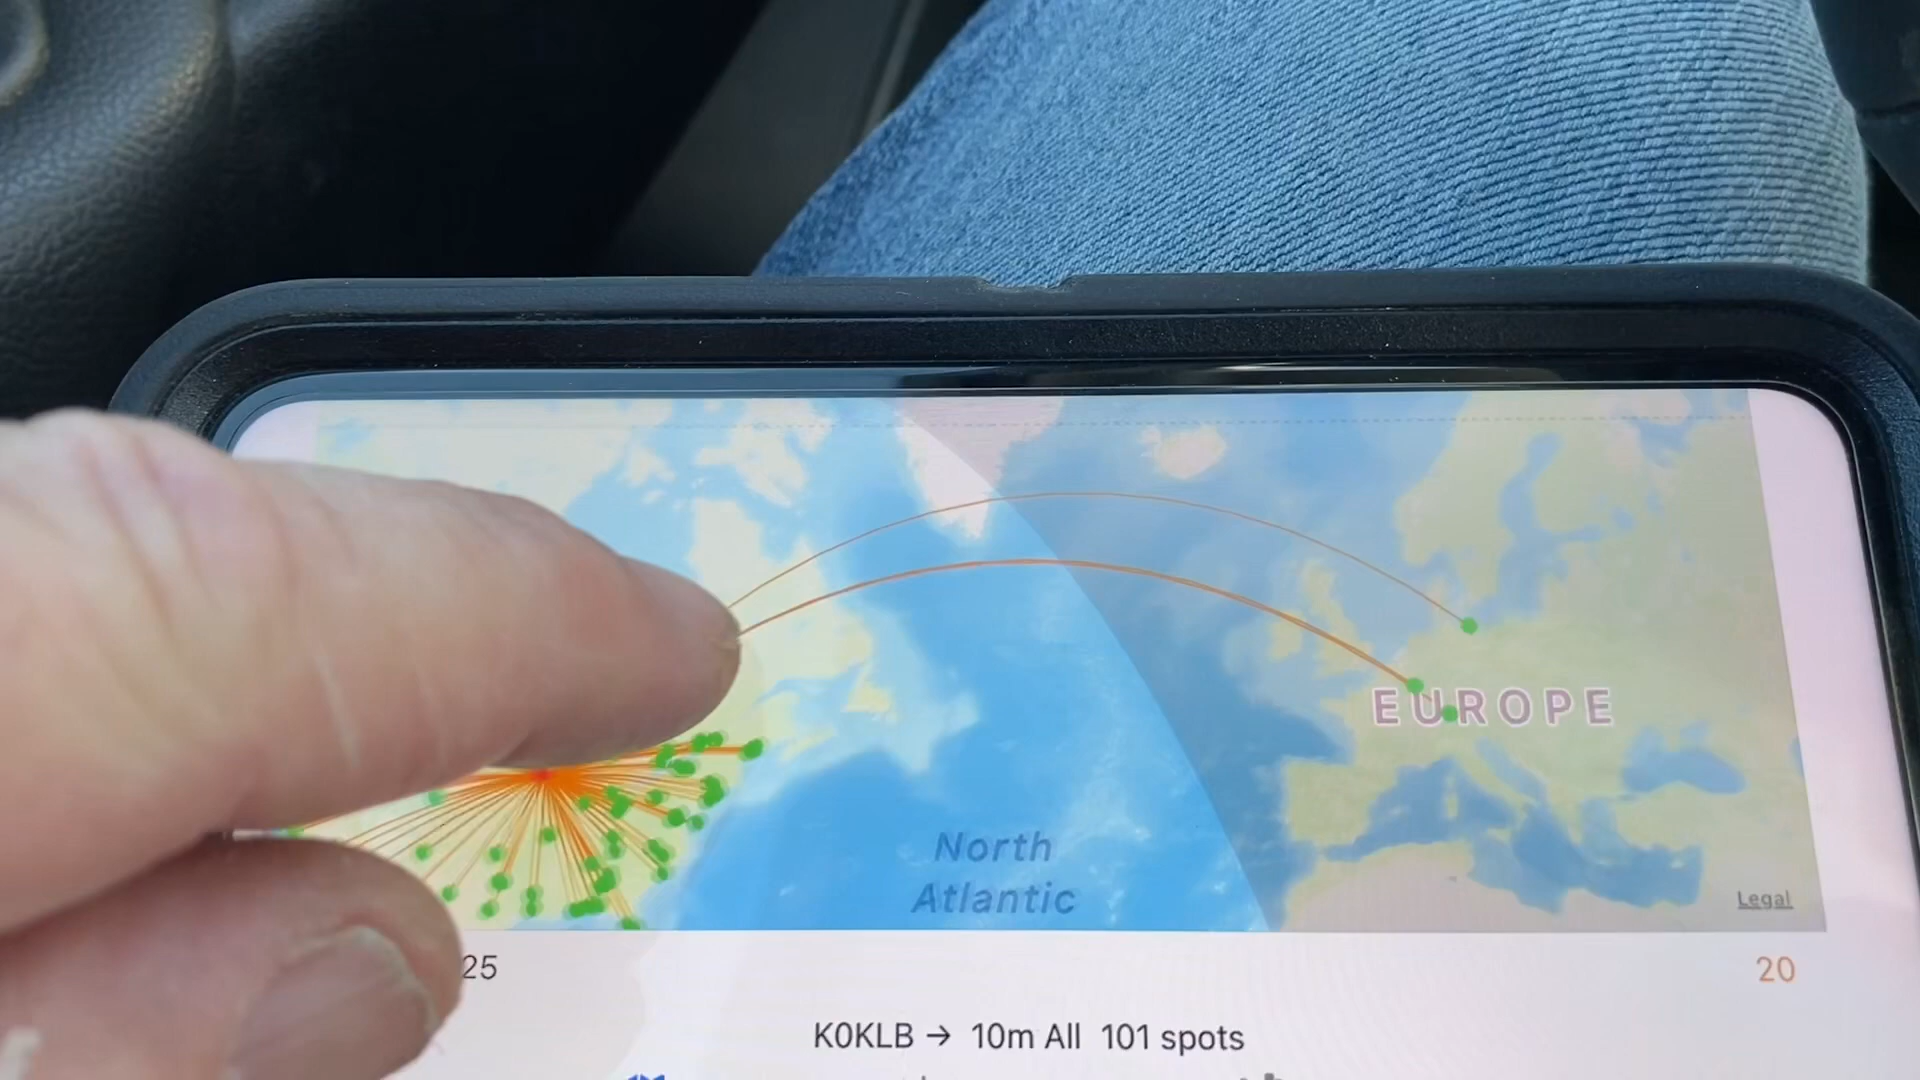 EUROPE
North
Atlantic
Legal
25
20
K0KLB → 10m All 101 spots